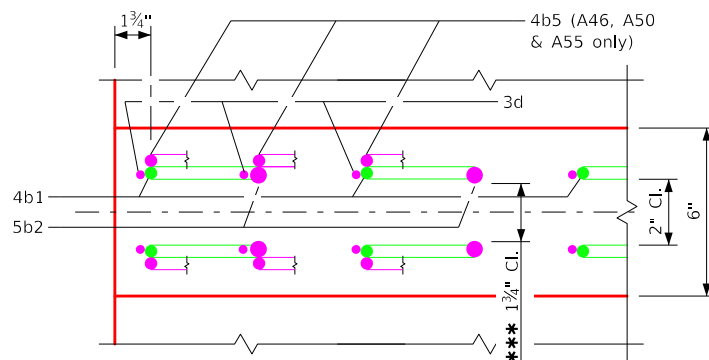 1¾"
4b5 (A46, A50
& A55 only)
3d
4b1
5b2
2" Cl.
6"
*** 1¾" Cl.